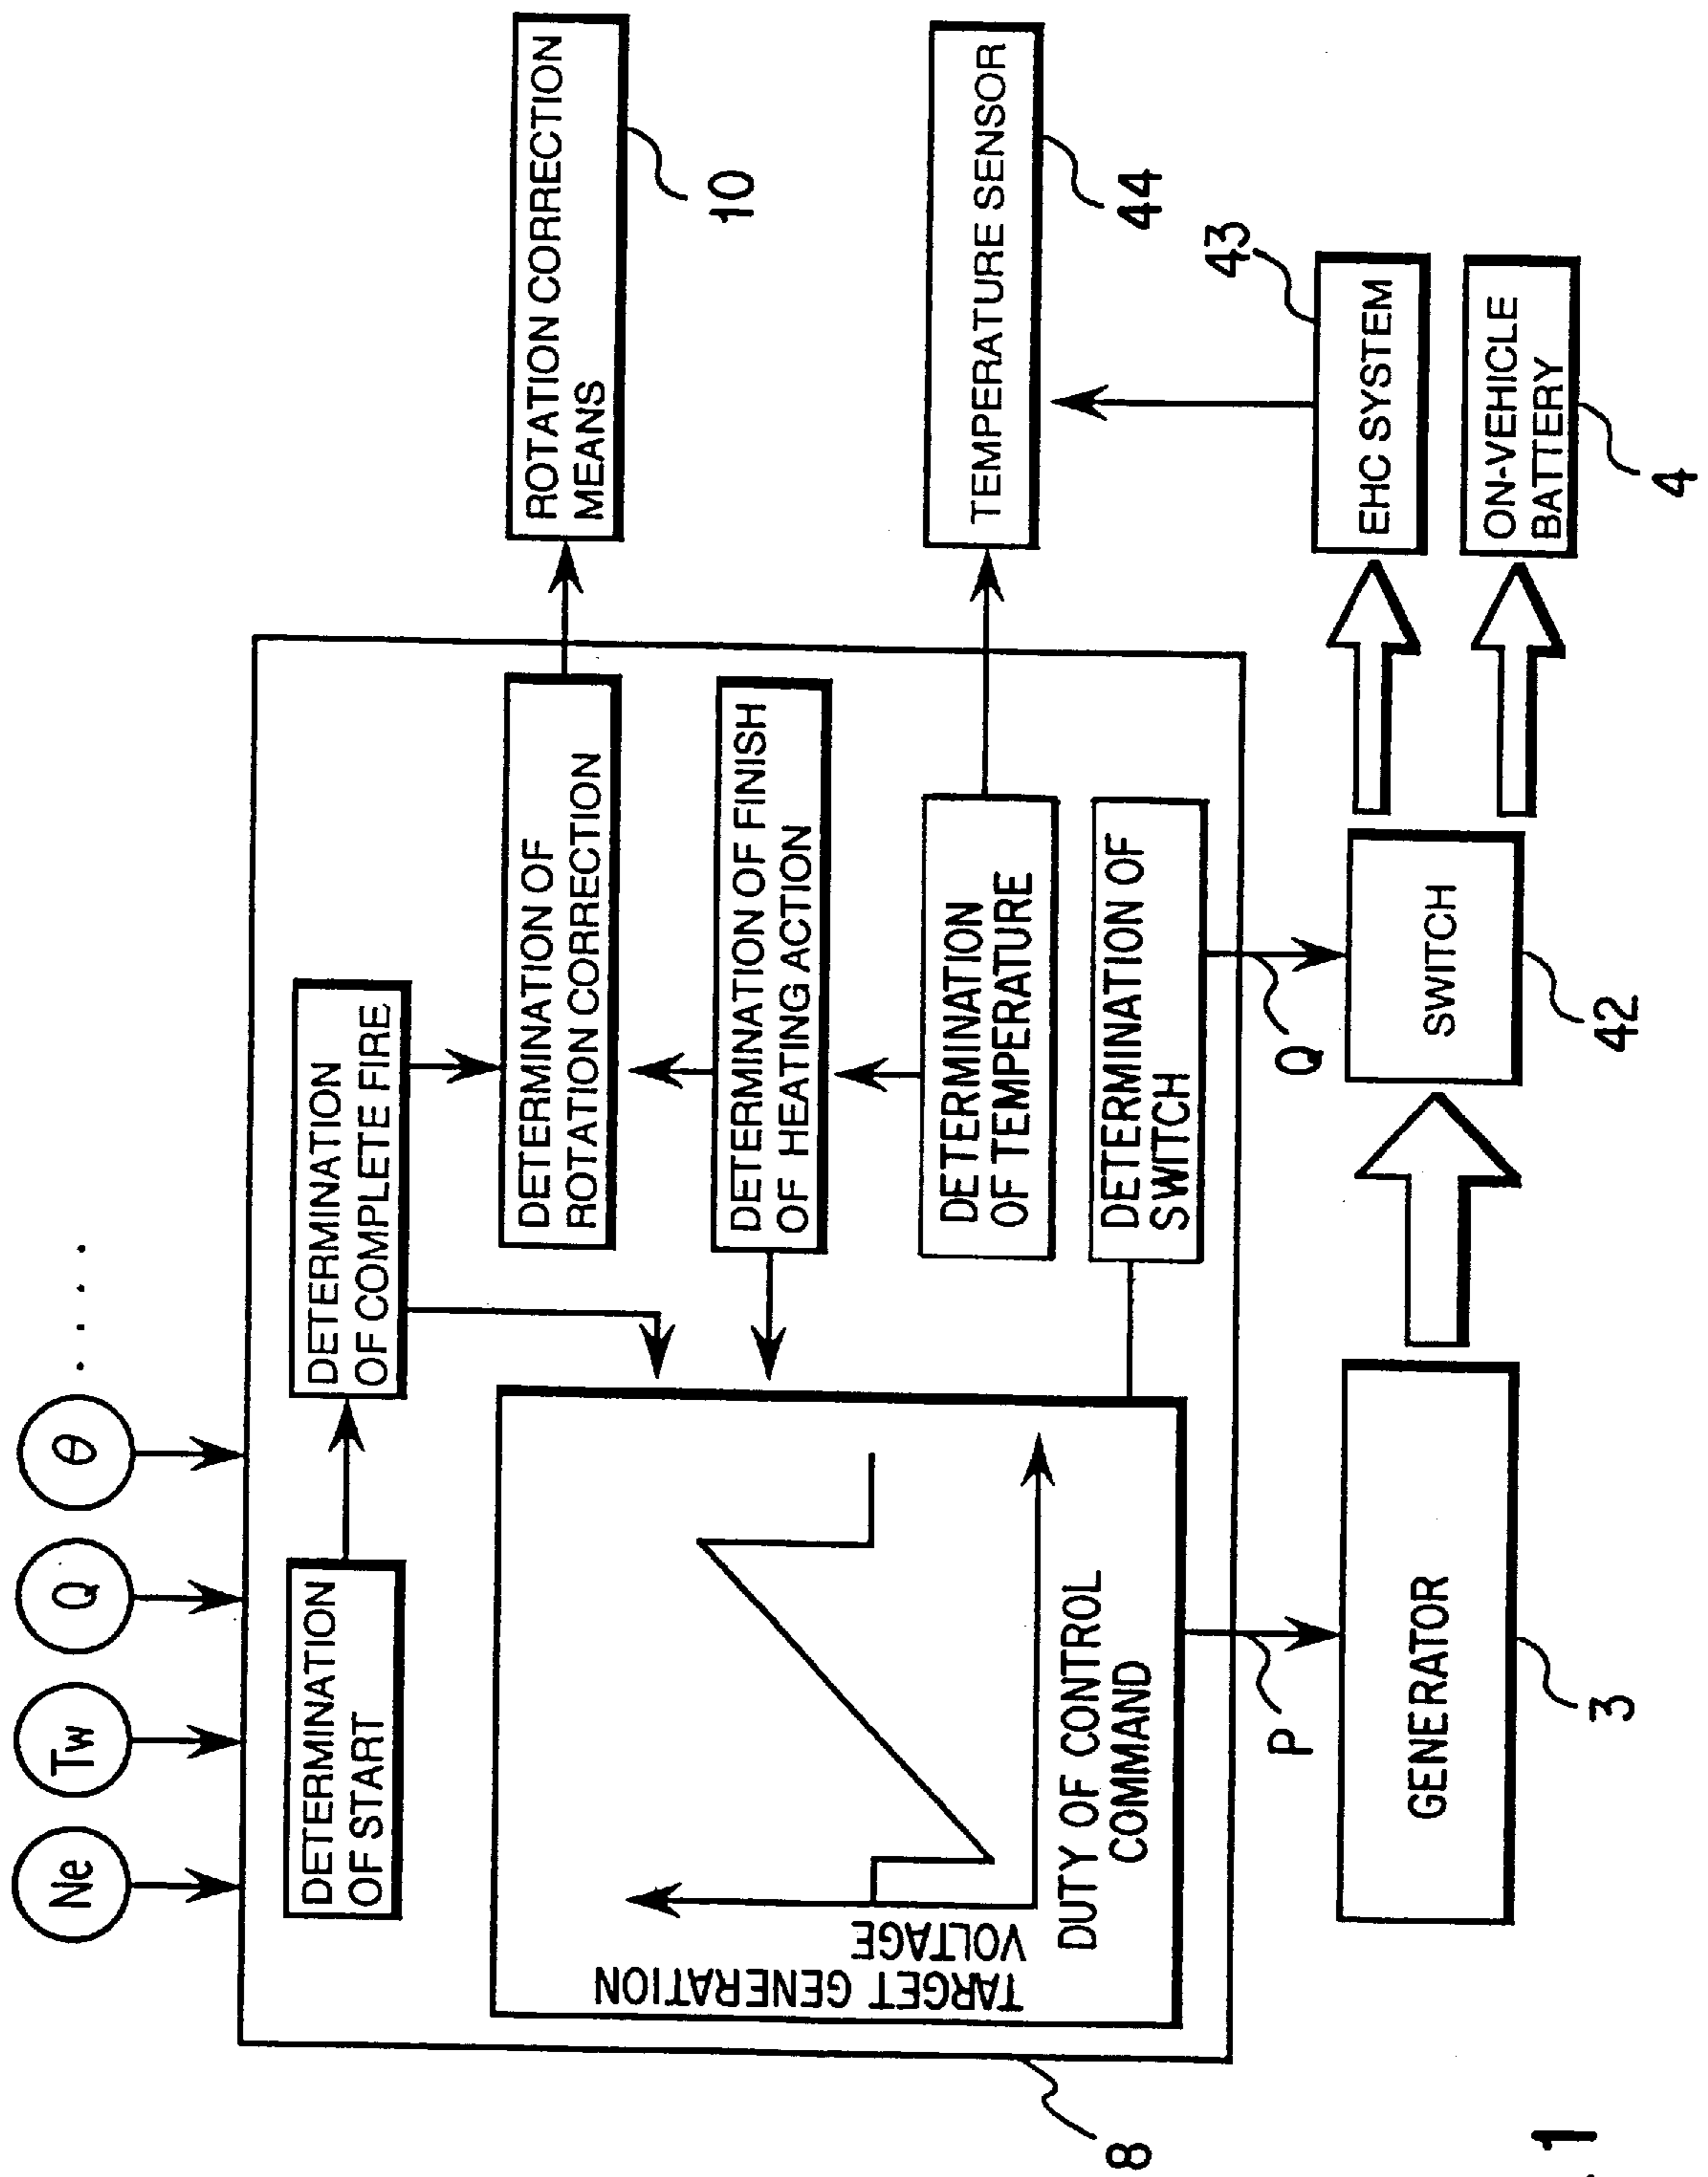 Ne
Tw
Q
θ
. . . . .
DETERMINATION
OF START
DETERMINATION
OF COMPLETE FIRE
DETERMINATION OF
ROTATION CORRECTION
ROTATION CORRECTION
MEANS
10
DETERMINATION OF FINISH
OF HEATING ACTION
DETERMINATION
OF TEMPERATURE
TEMPERATURE SENSOR
44
DETERMINATION OF
SWITCH
TARGET GENERATION
VOLTAGE
DUTY OF CONTROL
COMMAND
8
P
Q
GENERATOR
3
SWITCH
42
EHC SYSTEM
43
ON-VEHICLE
BATTERY
4
1